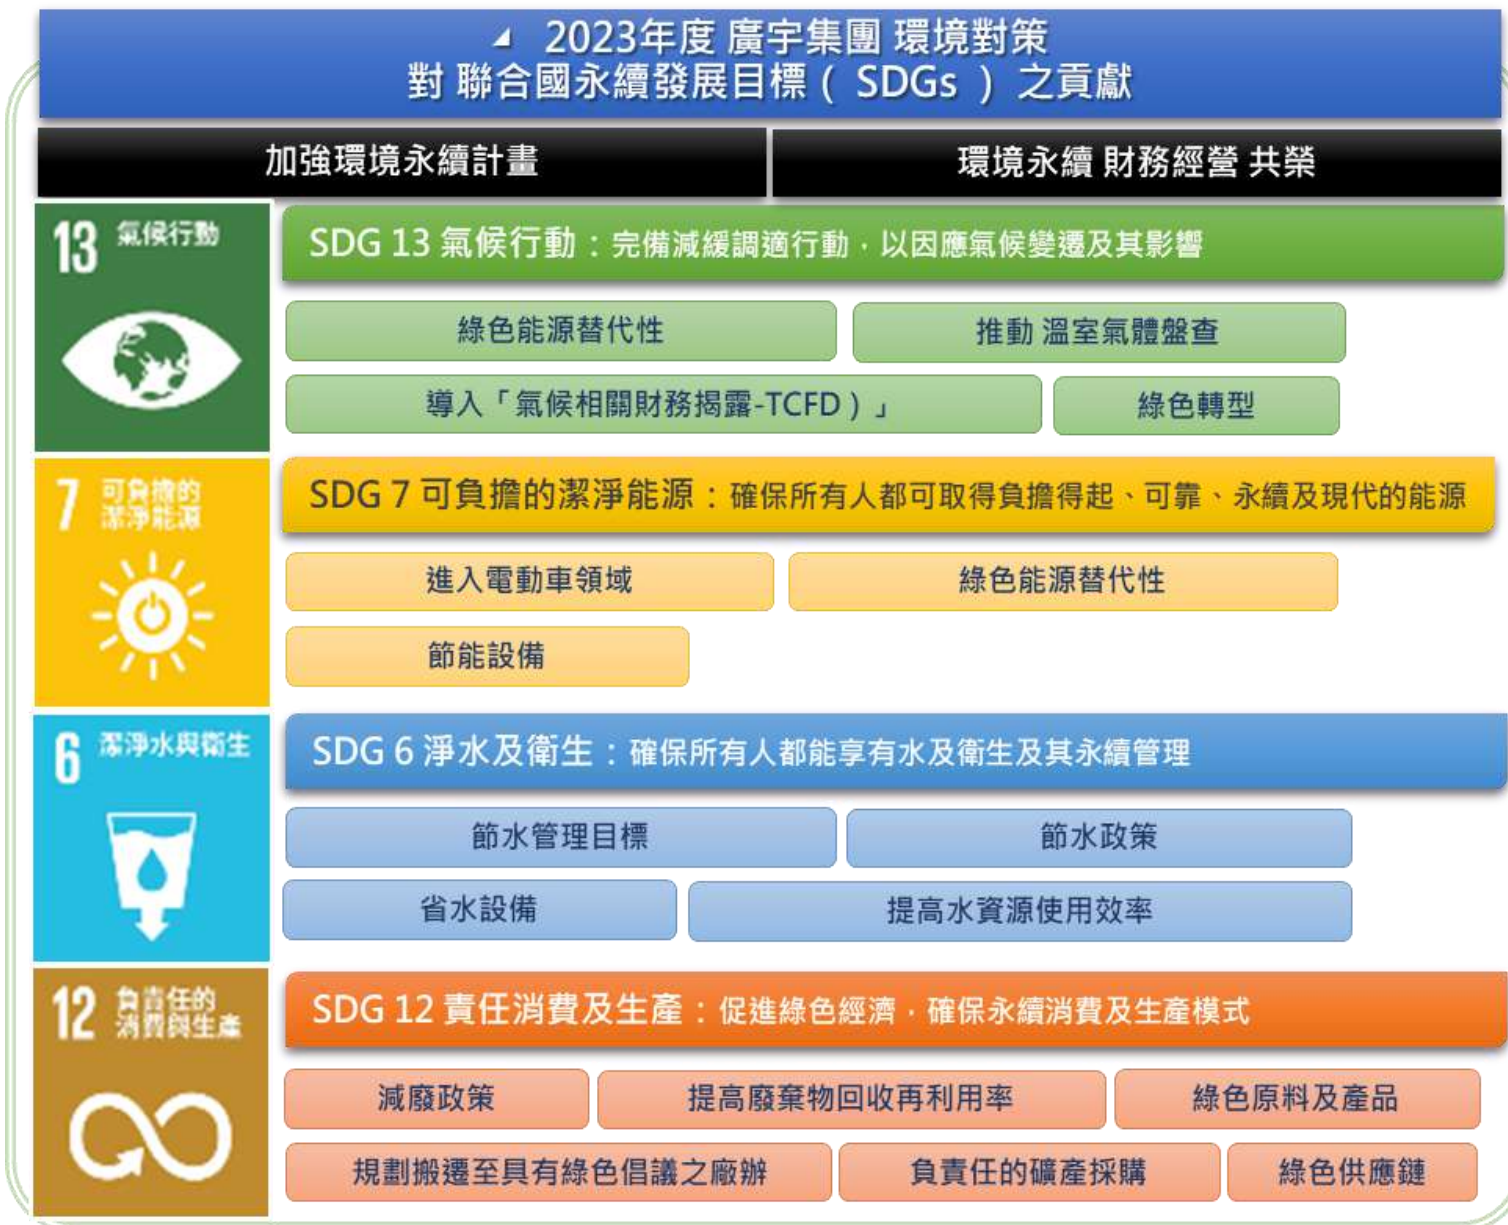 2023年度 廣宇集團 環境對策
對 聯合國永續發展目標( SDGs ) 之貢獻
加強環境永續計畫
環境永續 財務經營 共榮
13 氣候行動
SDG 13 氣候行動：完備減緩調適行動，以因應氣候變遷及其影響
綠色能源替代性
推動 溫室氣體盤查
導入「氣候相關財務揭露-TCFD)」
綠色轉型
7 可負擔的
潔淨能源
SDG 7 可負擔的潔淨能源：確保所有人都可取得負擔得起、可靠、永續及現代的能源
進入電動車領域
綠色能源替代性
節能設備
6 潔淨水與衛生
SDG 6 淨水及衛生：確保所有人都能享有水及衛生及其永續管理
節水管理目標
節水政策
省水設備
提高水資源使用效率
12 負責任的
消費與生產
SDG 12 責任消費及生產：促進綠色經濟，確保永續消費及生產模式
減廢政策
提高廢棄物回收再利用率
綠色原料及產品
規劃搬遷至具有綠色倡議之廠辦
負責任的礦產採購
綠色供應鏈